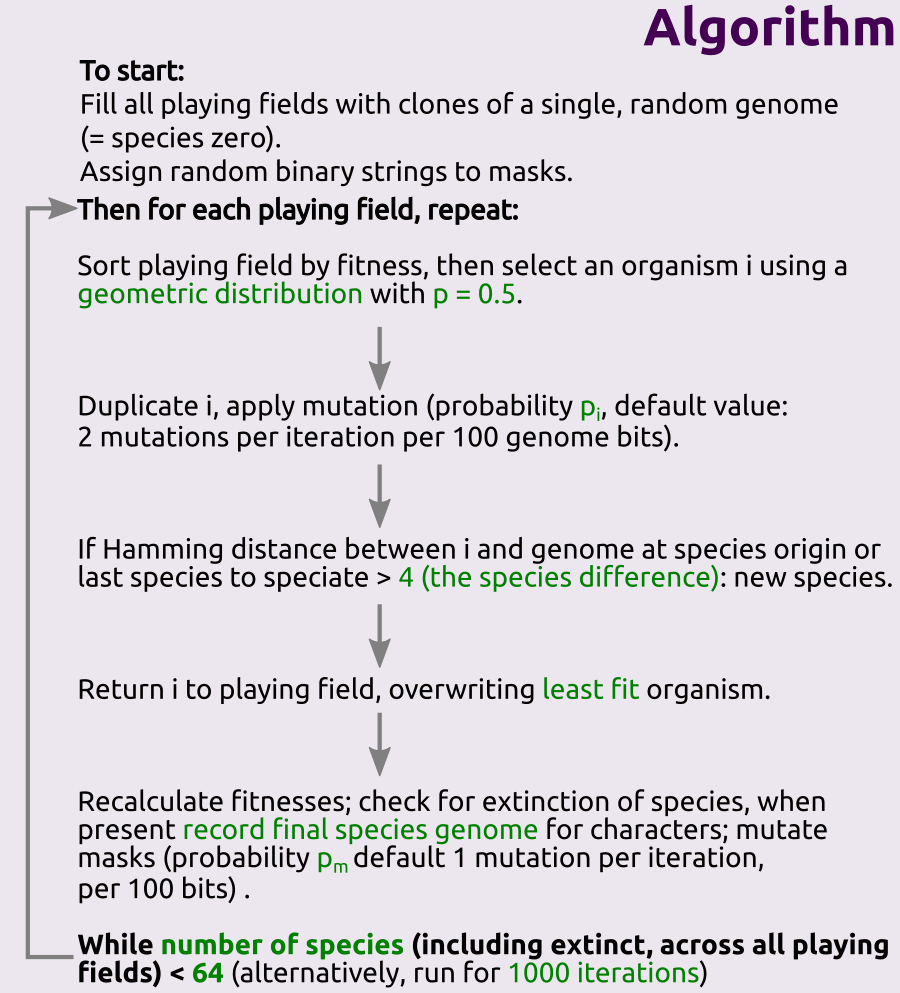 Algorithm
To start:
Fill all playing fields with clones of a single, random genome
(= species zero).
Assign random binary strings to masks.
Then for each playing field, repeat:
Sort playing field by fitness, then select an organism i using a
geometric distribution with p = 0.5.
Duplicate i, apply mutation (probability pᵢ, default value:
2 mutations per iteration per 100 genome bits).
If Hamming distance between i and genome at species origin or
last species to speciate > 4 (the species difference): new species.
Return i to playing field, overwriting least fit organism.
Recalculate fitnesses; check for extinction of species, when
present record final species genome for characters; mutate
masks (probability pₘ default 1 mutation per iteration,
per 100 bits) .
While number of species (including extinct, across all playing
fields) < 64 (alternatively, run for 1000 iterations)